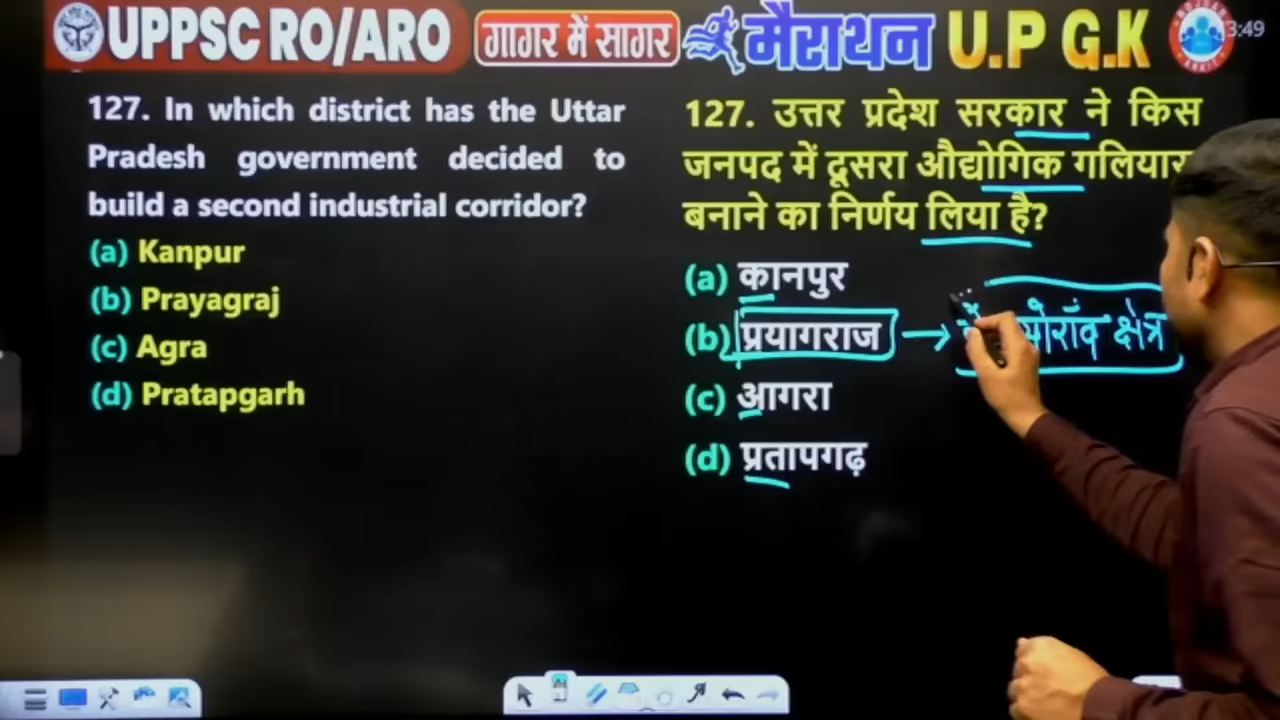 UPPSC RO/ARO गागर में सागर मैराथन U.P G.K
3:49
127. In which district has the Uttar
Pradesh government decided to
build a second industrial corridor?
(a) Kanpur
(b) Prayagraj
(c) Agra
(d) Pratapgarh
127. उत्तर प्रदेश सरकार ने किस
जनपद में दूसरा औद्योगिक
बनाने का निर्णय लिया है?
(a) कानपुर
(b) प्रयागराज → क्षेत्र
(c) आगरा
(d) प्रतापगढ़